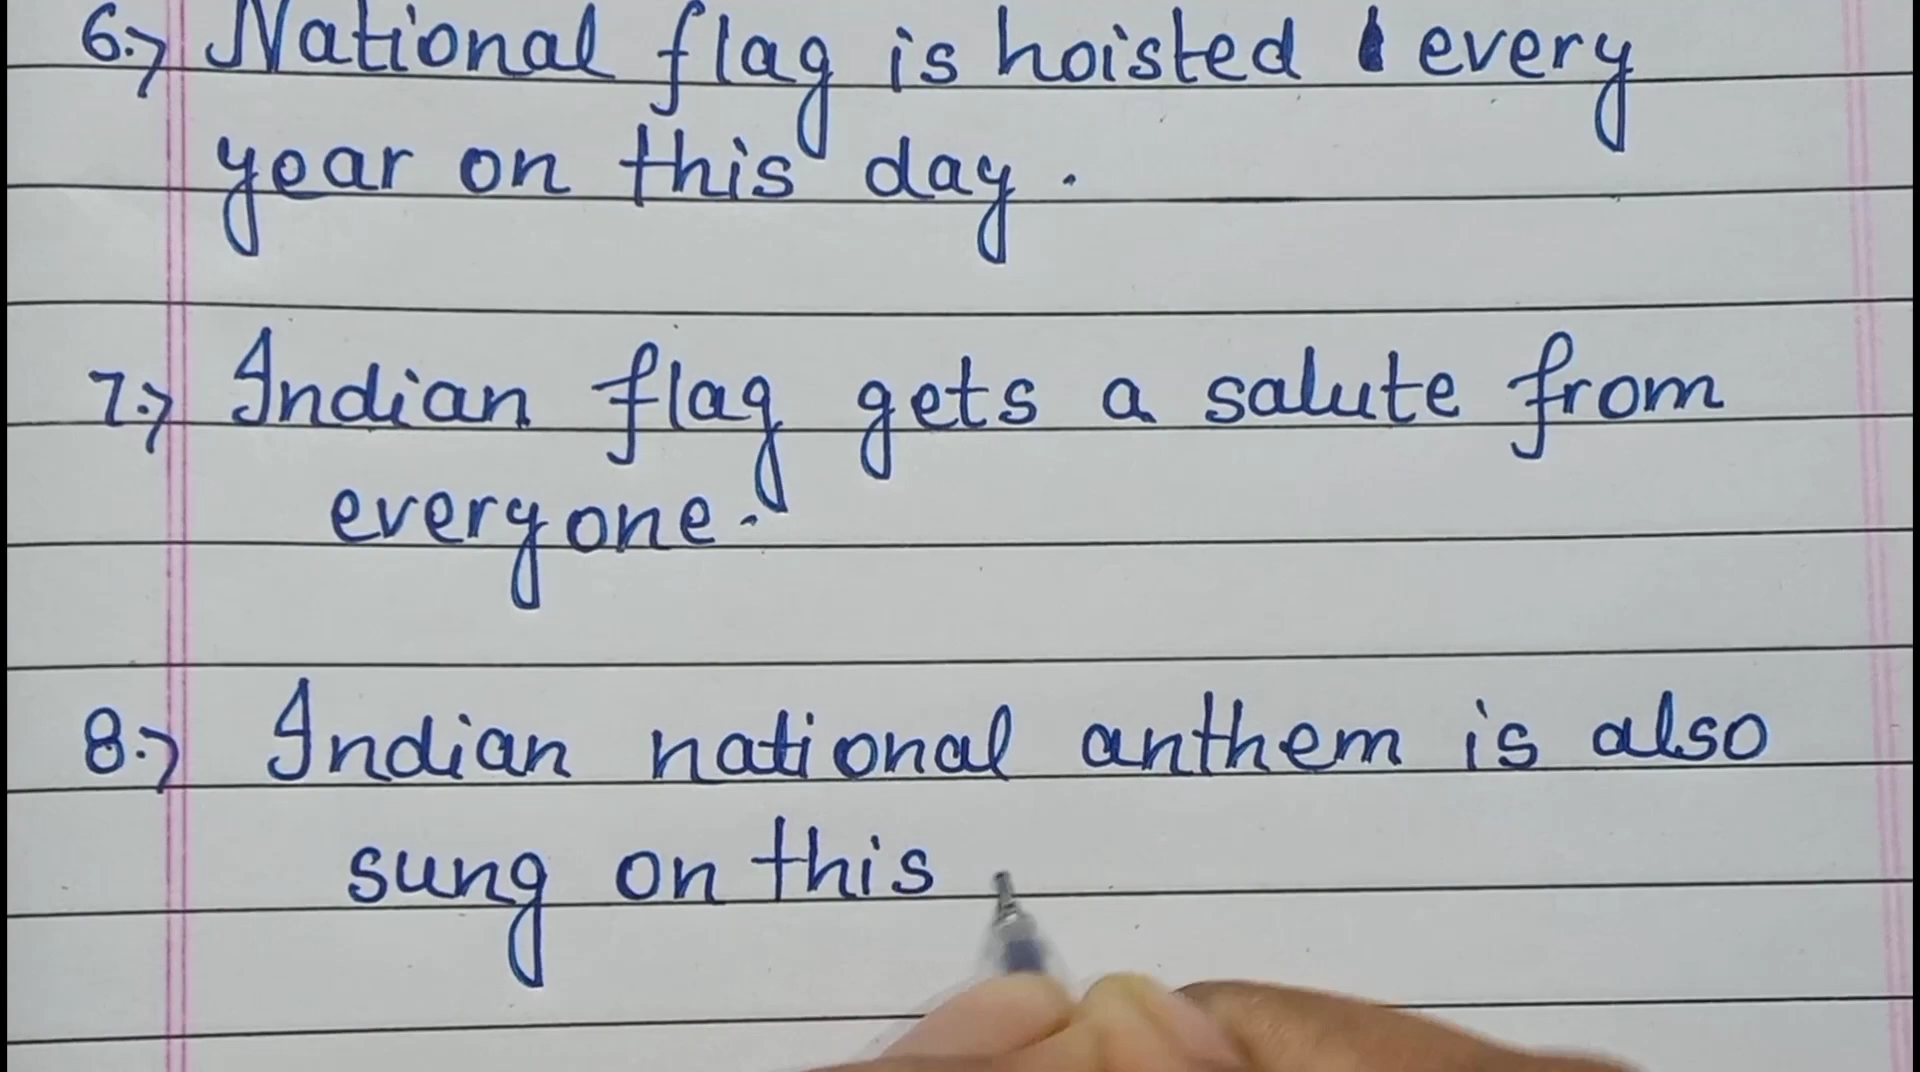 6.) National flag is hoisted every
year on this day.
7.) Indian flag gets a salute from
everyone.
8.) Indian national anthem is also
sung on this